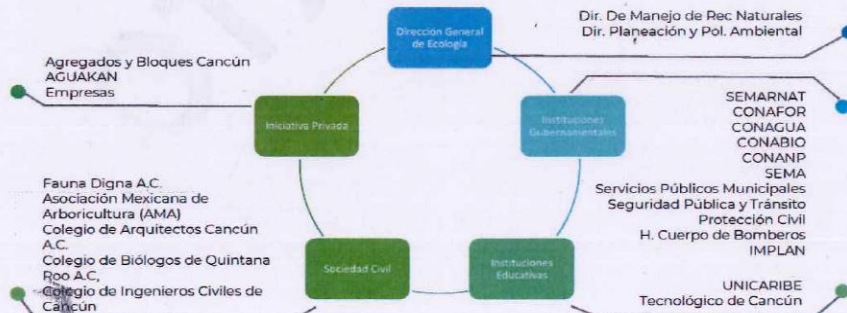 Dirección General
de Ecología
Dir. De Manejo de Rec Naturales
Dir. Planeación y Pol. Ambiental
Agregados y Bloques Cancún
AGUAKAN
Empresas
Iniciativa Privada
Instituciones
Gubernamentales
SEMARNAT
CONAFOR
CONAGUA
CONABIO
CONANP
SEMA
Servicios Públicos Municipales
Seguridad Pública y Tránsito
Protección Civil
H. Cuerpo de Bomberos
IMPLAN
Fauna Digna A.C.
Asociación Mexicana de
Arboricultura (AMA)
Colegio de Arquitectos Cancún
A.C.
Colegio de Biólogos de Quintana
Roo A.C,
Colegio de Ingenieros Civiles de
Cancún
Sociedad Civil
Instituciones
Educativas
UNICARIBE
Tecnológico de Cancún